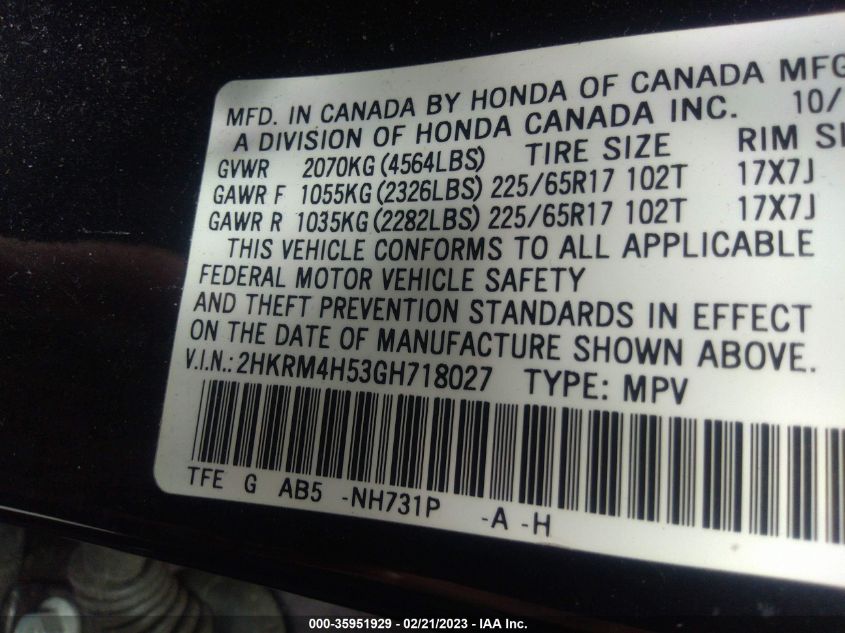 MFD. IN CANADA BY HONDA OF CANADA MFG
A DIVISION OF HONDA CANADA INC. 10/
GVWR 2070KG (4564LBS) TIRE SIZE RIM
GAWR F 1055KG (2326LBS) 225/65R17 102T 17X7J
GAWR R 1035KG (2282LBS) 225/65R17 102T 17X7J
THIS VEHICLE CONFORMS TO ALL APPLICABLE
FEDERAL MOTOR VEHICLE SAFETY
AND THEFT PREVENTION STANDARDS IN EFFECT
ON THE DATE OF MANUFACTURE SHOWN ABOVE.
V.I.N.: 2HKRM4H53GH718027 TYPE: MPV
TFE G AB5 -NH731P -A -H
000-35951929 / 02/21/2023 - IAA Inc.